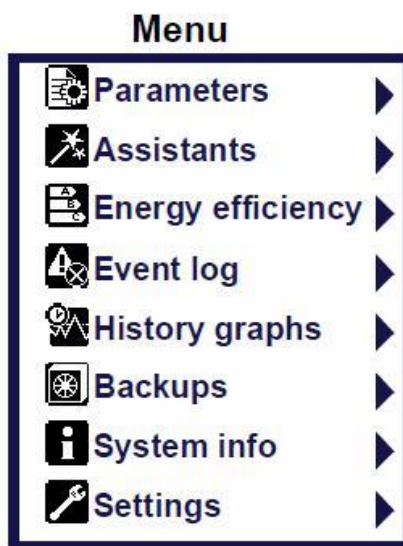 Menu
Parameters
Assistants
Energy efficiency
Event log
History graphs
Backups
System info
Settings